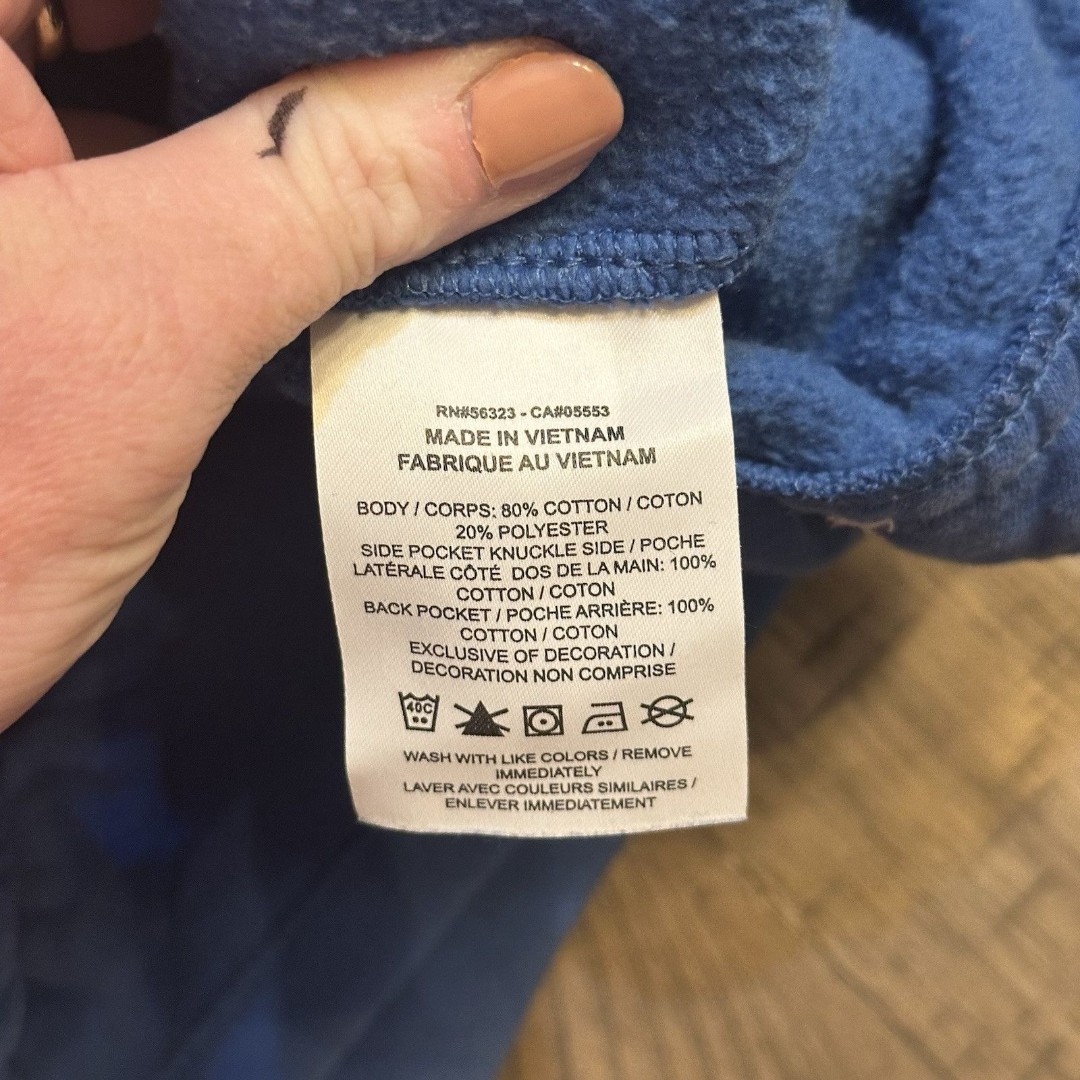 RN#56323 - CA#05553
MADE IN VIETNAM
FABRIQUE AU VIETNAM
BODY / CORPS: 80% COTTON / COTON
20% POLYESTER
SIDE POCKET KNUCKLE SIDE / POCHE
LATÉRALE CÔTÉ DOS DE LA MAIN: 100%
COTTON / COTON
BACK POCKET / POCHE ARRIÈRE: 100%
COTTON / COTON
EXCLUSIVE OF DECORATION /
DECORATION NON COMPRISE
40C
WASH WITH LIKE COLORS / REMOVE
IMMEDIATELY
LAVER AVEC COULEURS SIMILAIRES /
ENLEVER IMMEDIATEMENT